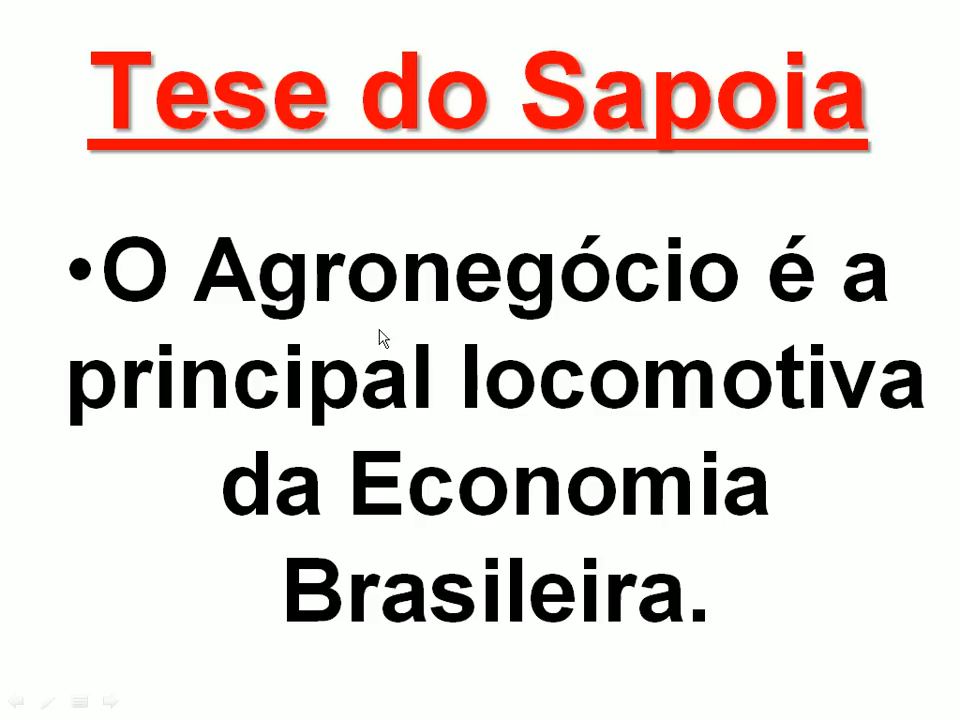 Tese do Sapoia
•O Agronegócio é a
principal locomotiva
da Economia
Brasileira.